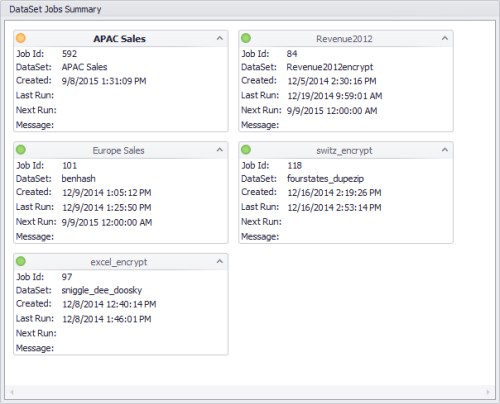 DataSet Jobs Summary
APAC Sales
Job Id: 592
DataSet: APAC Sales
Created: 9/8/2015 1:31:09 PM
Last Run:
Next Run:
Message:
Revenue2012
Job Id: 84
DataSet: Revenue2012encrypt
Created: 12/5/2014 2:30:16 PM
Last Run: 12/19/2014 9:59:01 AM
Next Run: 9/9/2015 12:00:00 AM
Message:
Europe Sales
Job Id: 101
DataSet: benhash
Created: 12/9/2014 1:05:12 PM
Last Run: 12/9/2014 1:25:50 PM
Next Run: 9/9/2015 12:00:00 AM
Message:
switz_encrypt
Job Id: 118
DataSet: fourstates_dupezip
Created: 12/16/2014 2:19:26 PM
Last Run: 12/16/2014 2:53:14 PM
Next Run:
Message:
excel_encrypt
Job Id: 97
DataSet: sniggle_dee_doosky
Created: 12/8/2014 12:40:14 PM
Last Run: 12/8/2014 1:46:01 PM
Next Run:
Message: